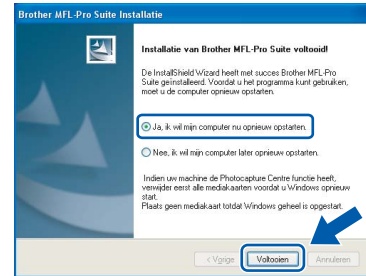 Brother MFL-Pro Suite Installatie
Installatie van Brother MFL-Pro Suite voltooid!
De InstallShield Wizard heeft met succes Brother MFL-Pro
Suite geïnstalleerd. Voordat u het programma kunt gebruiken,
moet u de computer opnieuw opstarten.
Ja, ik wil mijn computer nu opnieuw opstarten.
Nee, ik wil mijn computer later opnieuw opstarten.
Indien uw machine de Photocapture Centre functie heeft,
verwijder eerst alle mediakaarten voordat u Windows opnieuw
start.
Plaats geen mediakaart totdat Windows geheel is opgestart.
< Vorige
Voltooien
Annuleren